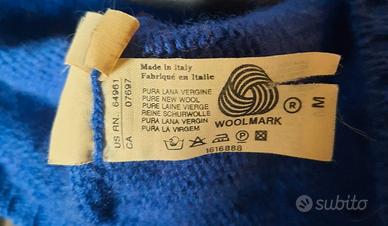 Made in Italy
Fabriqué en Italie
US RN. 64961
CA 07697
PURA LANA VERGINE
PURE NEW WOOL
PURE LAINE VIERGE
REINE SCHURWOLLE
PURA LANA VERGIN
PURA LA VIRGEM
WOOLMARK
®
M
1616888
subito